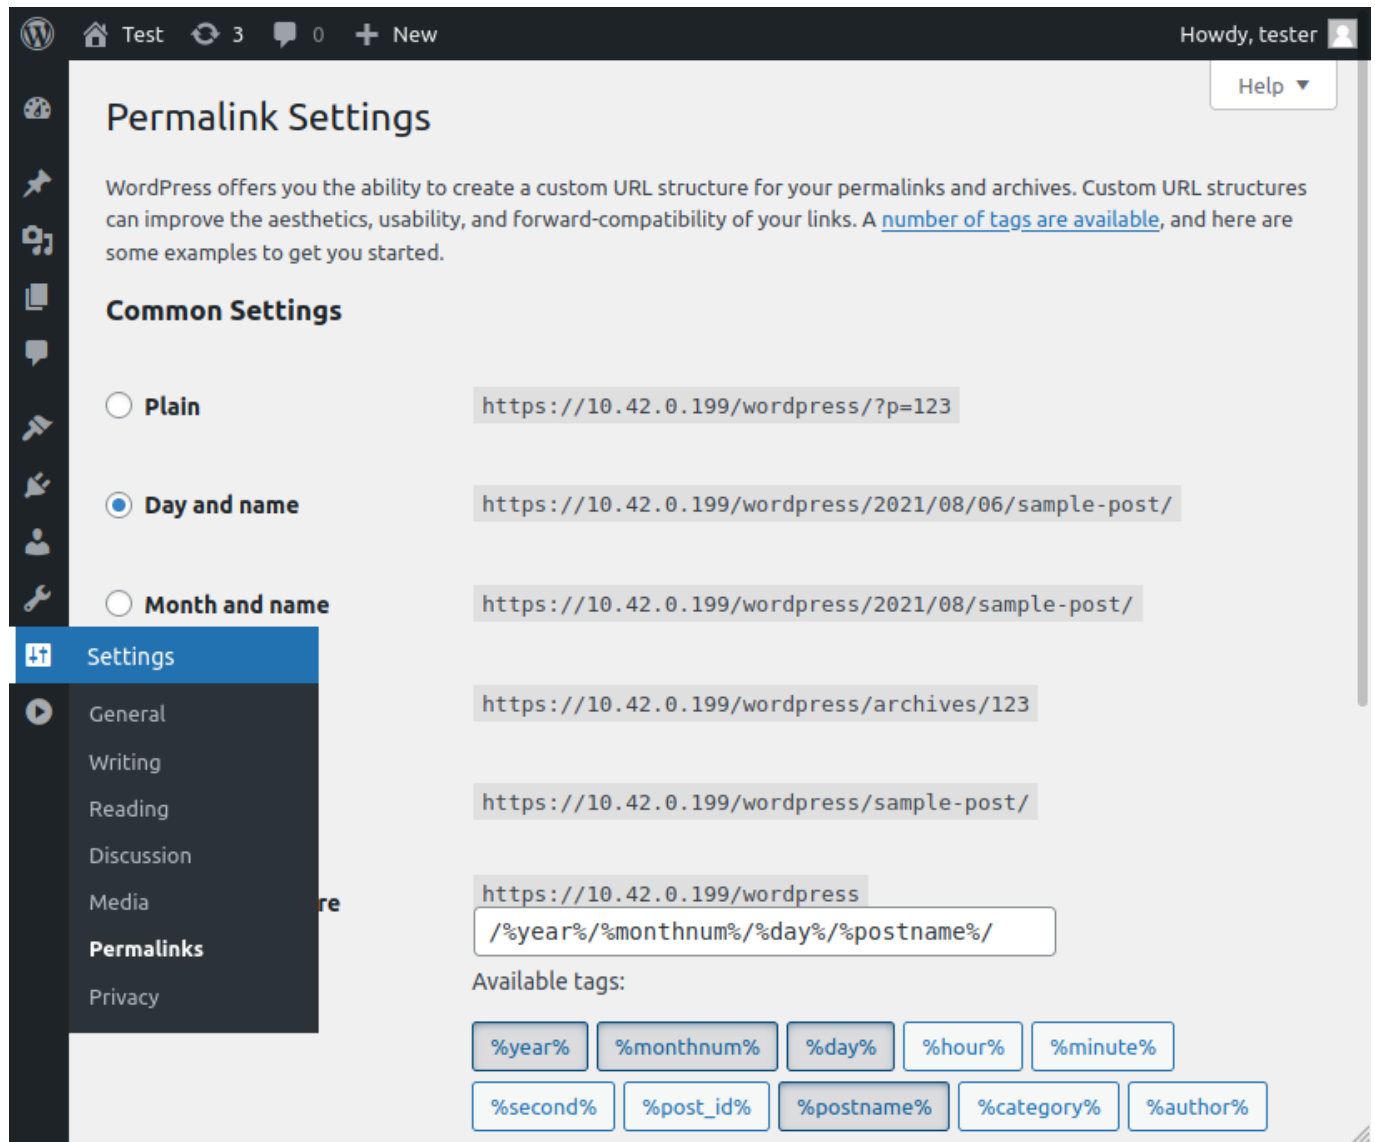 Test 3 0 New Howdy, tester
Help
Permalink Settings
WordPress offers you the ability to create a custom URL structure for your permalinks and archives. Custom URL structures
can improve the aesthetics, usability, and forward-compatibility of your links. A number of tags are available, and here are
some examples to get you started.
Common Settings
Plain https://10.42.0.199/wordpress/?p=123
Day and name https://10.42.0.199/wordpress/2021/08/06/sample-post/
Month and name https://10.42.0.199/wordpress/2021/08/sample-post/
Settings
https://10.42.0.199/wordpress/archives/123
General
Writing
Reading https://10.42.0.199/wordpress/sample-post/
Discussion
Media re https://10.42.0.199/wordpress
/%year%/%monthnum%/%day%/%postname%/
Permalinks
Available tags:
Privacy
%year% %monthnum% %day% %hour% %minute%
%second% %post_id% %postname% %category% %author%